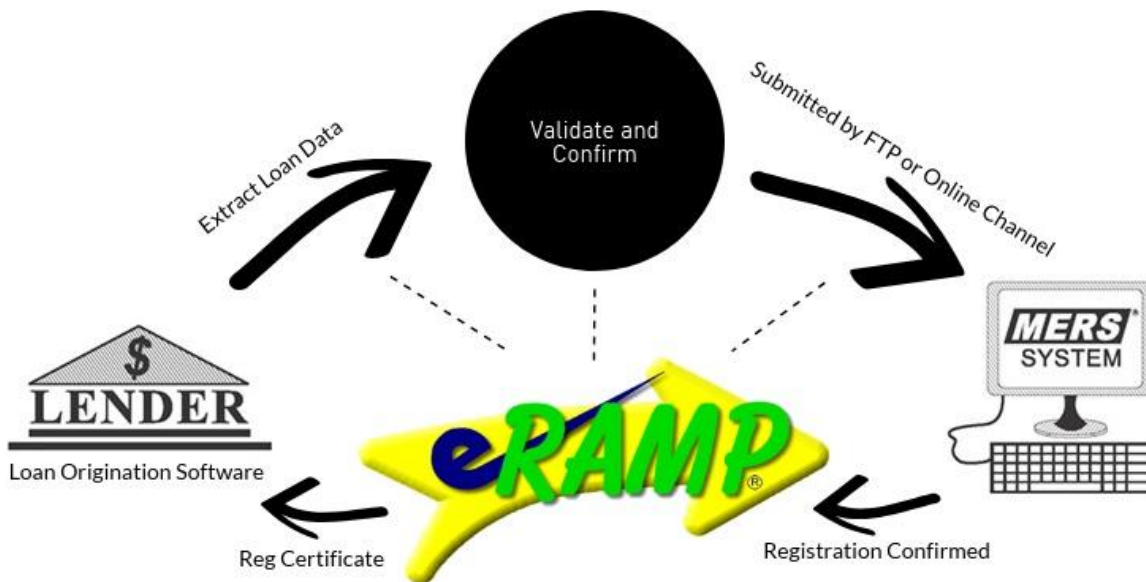 Validate and
Confirm
Extract Loan Data
Submitted by FTP or Online Channel
$
LENDER
Loan Origination Software
MERS®
SYSTEM
eRAMP®
Reg Certificate
Registration Confirmed